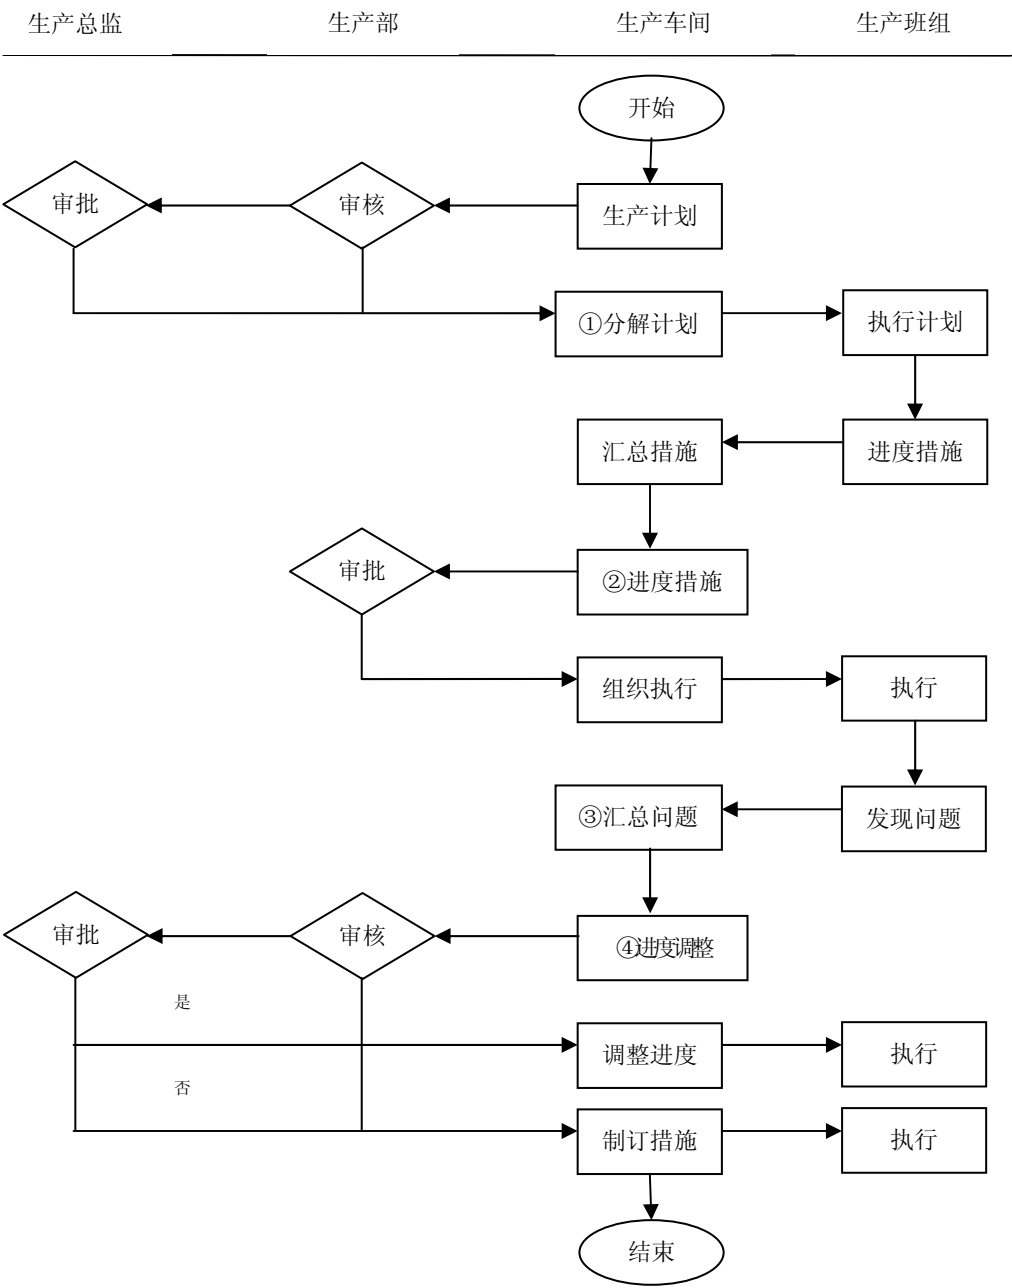 生产总监 生产部 生产车间 生产班组
开始
审批 审核 生产计划
①分解计划 执行计划
汇总措施 进度措施
审批 ②进度措施
组织执行 执行
③汇总问题 发现问题
审批 审核 ④进度调整
是
调整进度 执行
否
制订措施 执行
结束